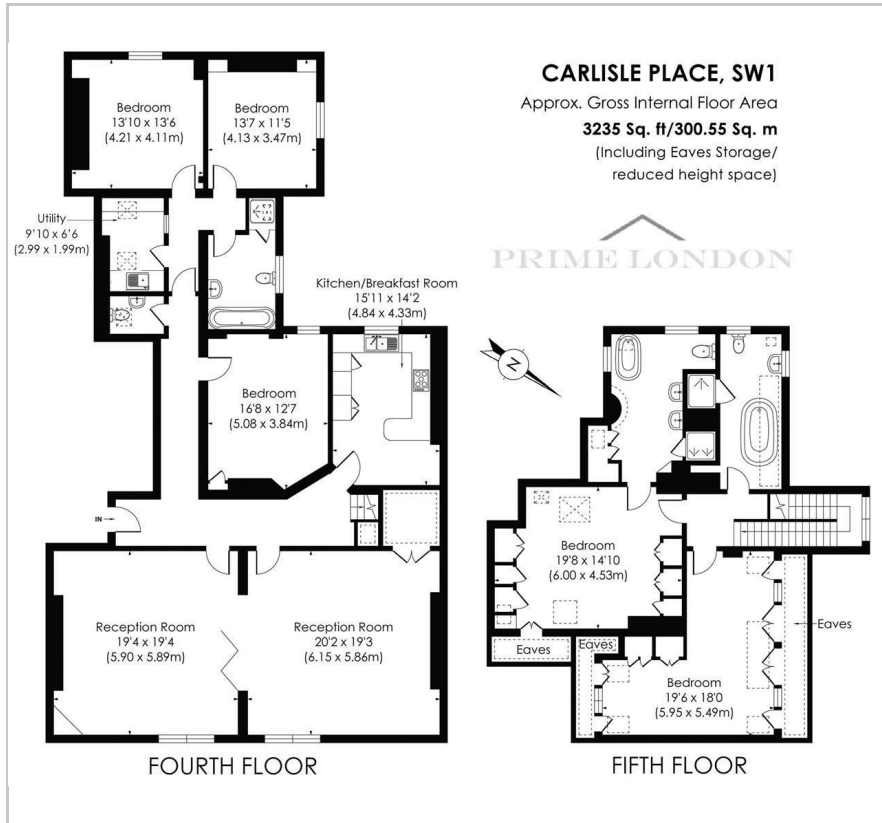 CARLISLE PLACE, SW1
Approx. Gross Internal Floor Area
3235 Sq. ft/300.55 Sq. m
(Including Eaves Storage/
reduced height space)
PRIME LONDON
Bedroom
13'10 x 13'6
(4.21 x 4.11m)
Bedroom
13'7 x 11'5
(4.13 x 3.47m)
Utility
9'10 x 6'6
(2.99 x 1.99m)
Kitchen/Breakfast Room
15'11 x 14'2
(4.84 x 4.33m)
Bedroom
16'8 x 12'7
(5.08 x 3.84m)
IN
Reception Room
19'4 x 19'4
(5.90 x 5.89m)
Reception Room
20'2 x 19'3
(6.15 x 5.86m)
FOURTH FLOOR
N
Bedroom
19'8 x 14'10
(6.00 x 4.53m)
Eaves
Eaves
Eaves
Bedroom
19'6 x 18'0
(5.95 x 5.49m)
FIFTH FLOOR